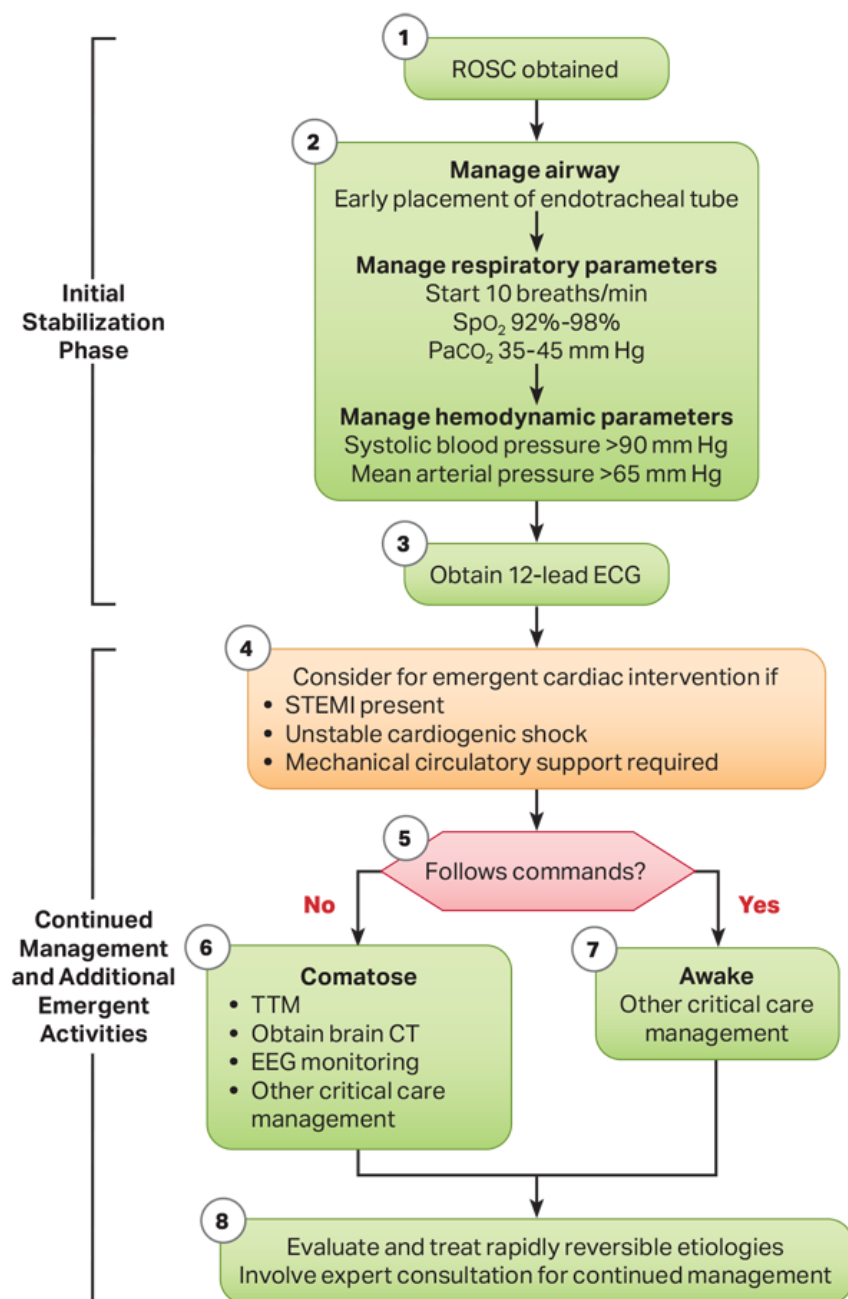 1
ROSC obtained
2
Manage airway
Early placement of endotracheal tube
Manage respiratory parameters
Start 10 breaths/min
SpO₂ 92%-98%
PaCO₂ 35-45 mm Hg
Manage hemodynamic parameters
Systolic blood pressure >90 mm Hg
Mean arterial pressure >65 mm Hg
3
Obtain 12-lead ECG
Initial
Stabilization
Phase
4
Consider for emergent cardiac intervention if
• STEMI present
• Unstable cardiogenic shock
• Mechanical circulatory support required
5
Follows commands?
No
Yes
6
Comatose
• TTM
• Obtain brain CT
• EEG monitoring
• Other critical care
management
7
Awake
Other critical care
management
Continued
Management
and Additional
Emergent
Activities
8
Evaluate and treat rapidly reversible etiologies
Involve expert consultation for continued management